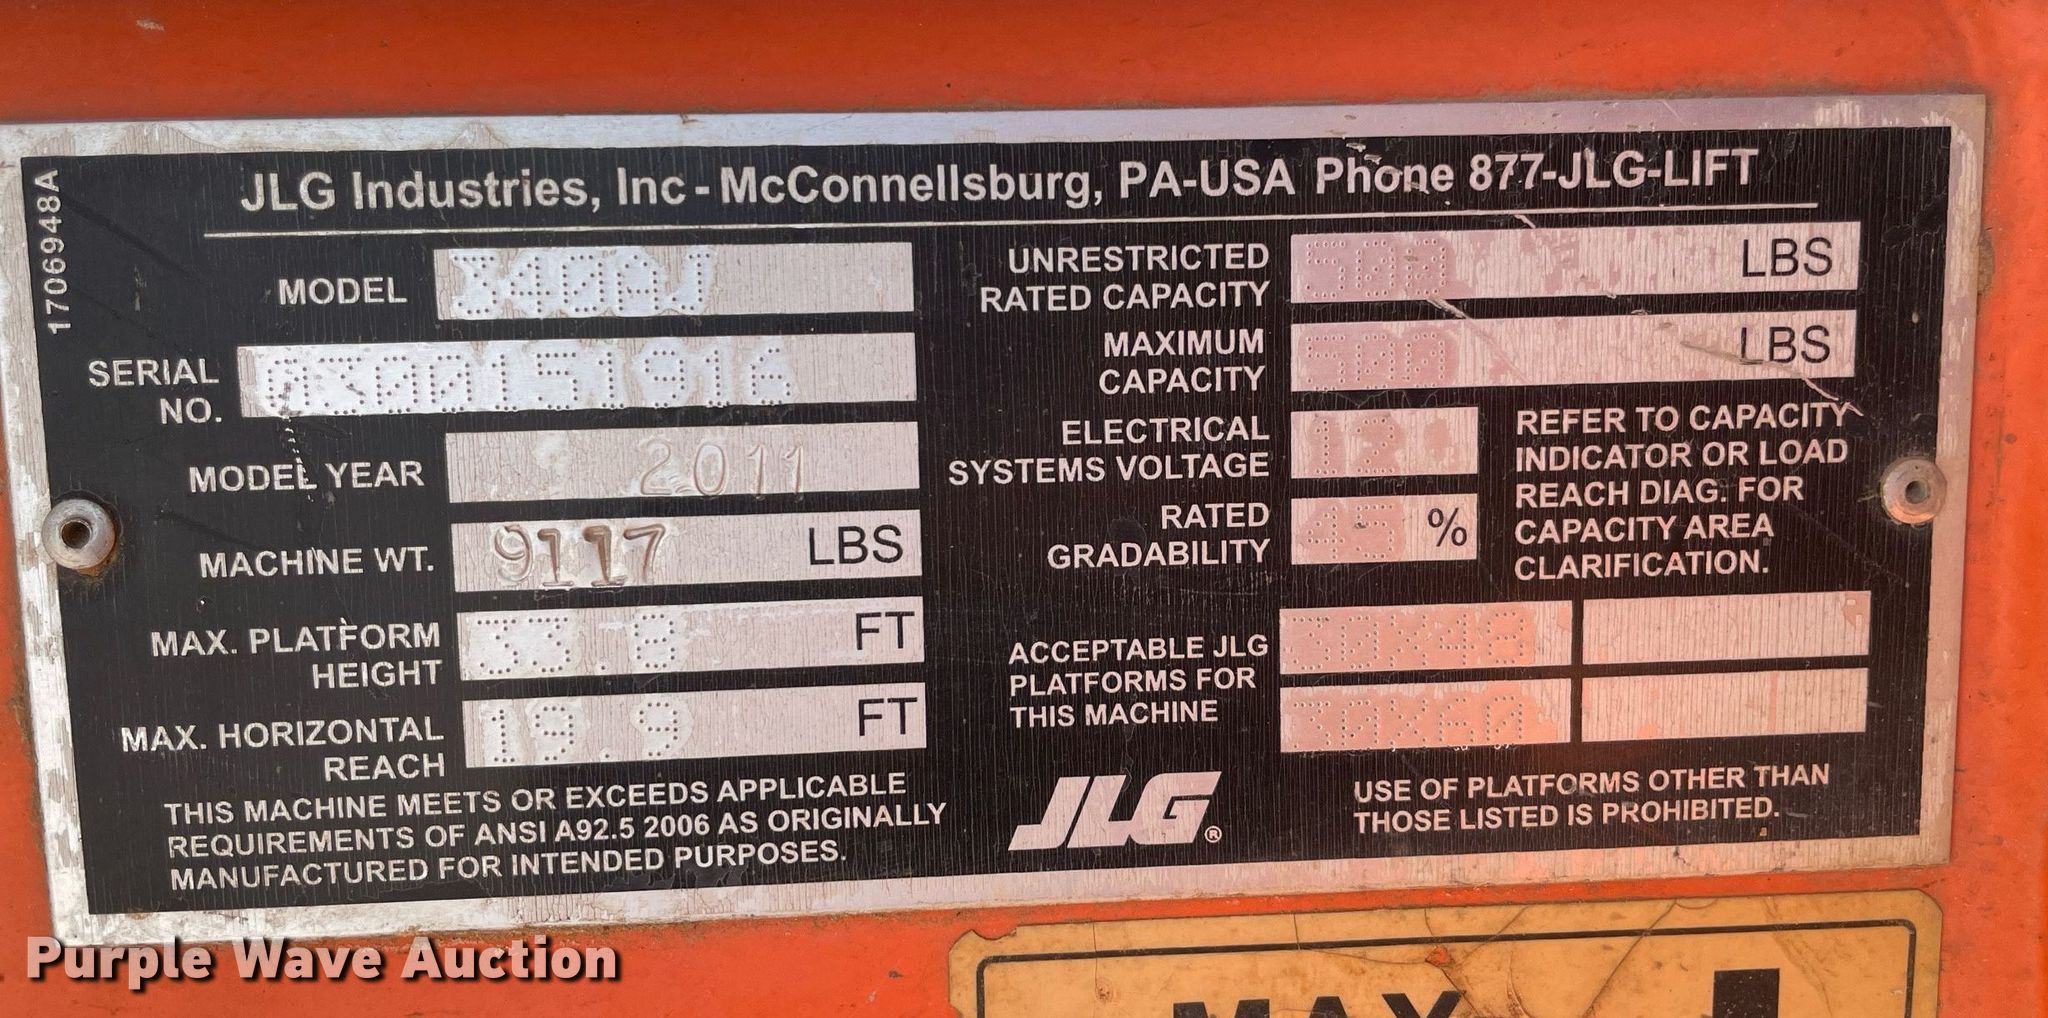 JLG Industries, Inc - McConnellsburg, PA-USA Phone 877-JLG-LIFT
1706948A
MODEL 340AJ
SERIAL NO. 0300151916
MODEL YEAR 2011
MACHINE WT. 9117 LBS
MAX. PLATFORM HEIGHT 33.8 FT
MAX. HORIZONTAL REACH 19.9 FT
THIS MACHINE MEETS OR EXCEEDS APPLICABLE
REQUIREMENTS OF ANSI A92.5 2006 AS ORIGINALLY
MANUFACTURED FOR INTENDED PURPOSES.
UNRESTRICTED RATED CAPACITY 500 LBS
MAXIMUM CAPACITY 500 LBS
ELECTRICAL SYSTEMS VOLTAGE 12
RATED GRADABILITY 45 %
REFER TO CAPACITY
INDICATOR OR LOAD
REACH DIAG. FOR
CAPACITY AREA
CLARIFICATION.
ACCEPTABLE JLG
PLATFORMS FOR
THIS MACHINE
30X48
30X60
JLG®
USE OF PLATFORMS OTHER THAN
THOSE LISTED IS PROHIBITED.
Purple Wave Auction
MAX